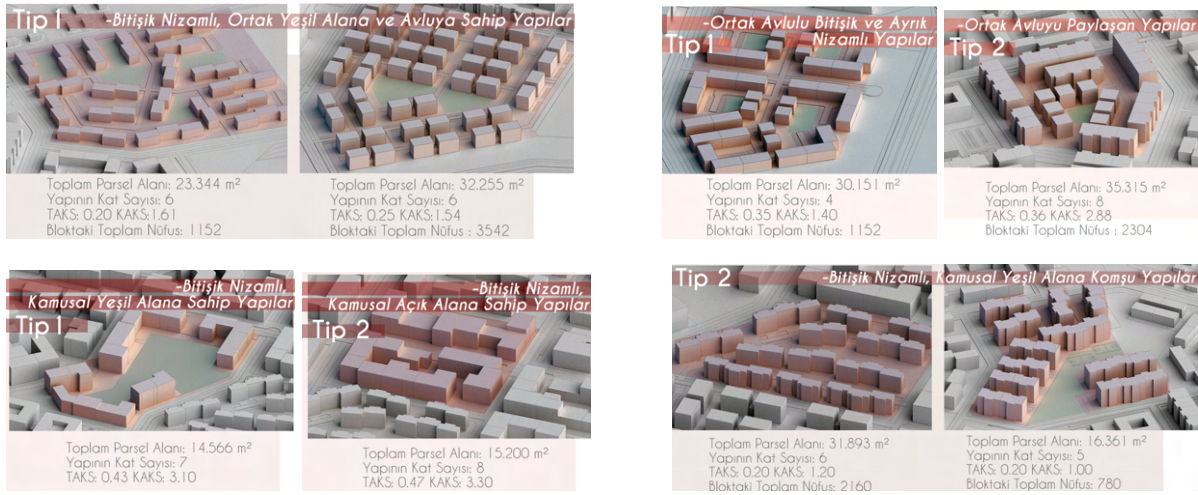 Tip 1
-Bitişik Nizamlı, Ortak Yeşil Alana ve Avluya Sahip Yapılar
Toplam Parsel Alanı: 23.344 m²
Yapının Kat Sayısı: 6
TAKS: 0.20 KAKS:1.61
Bloktaki Toplam Nüfus: 1152
Toplam Parsel Alanı: 32.255 m²
Yapının Kat Sayısı: 6
TAKS: 0.25 KAKS:1.54
Bloktaki Toplam Nüfus : 3542
-Ortak Avlulu Bitişik ve Ayrık
Tip1
Nizamlı Yapılar
Toplam Parsel Alanı: 30.151 m²
Yapının Kat Sayısı: 4
TAKS: 0.35 KAKS:1.40
Bloktaki Toplam Nüfus: 1152
-Ortak Avluyu Paylaşan Yapılar
Tip 2
Toplam Parsel Alanı: 35.315 m²
Yapının Kat Sayısı: 8
TAKS: 0.36 KAKS: 2.88
Bloktaki Toplam Nüfus: 2304
-Bitişik Nizamlı,
Kamusal Yeşil Alana Sahip Yapılar
Tip1
Toplam Parsel Alanı: 14.566 m²
Yapının Kat Sayısı: 7
TAKS: 0,43 KAKS: 3.10
-Bitişik Nizamlı,
Kamusal Açık Alana Sahip Yapılar
Tip 2
Toplam Parsel Alanı: 15.200 m²
Yapının Kat Sayısı: 8
TAKS: 0,47 KAKS: 3.30
Tip 2
-Bitişik Nizamlı, Kamusal Yeşil Alana Komşu Yapılar
Toplam Parsel Alanı: 31.893 m²
Yapının Kat Sayısı: 6
TAKS: 0.20 KAKS: 1.20
Bloktaki Toplam Nüfus: 2160
Toplam Parsel Alanı: 16.361 m²
Yapının Kat Sayısı: 5
TAKS: 0.20 KAKS: 1.00
Bloktaki Toplam Nüfus: 780